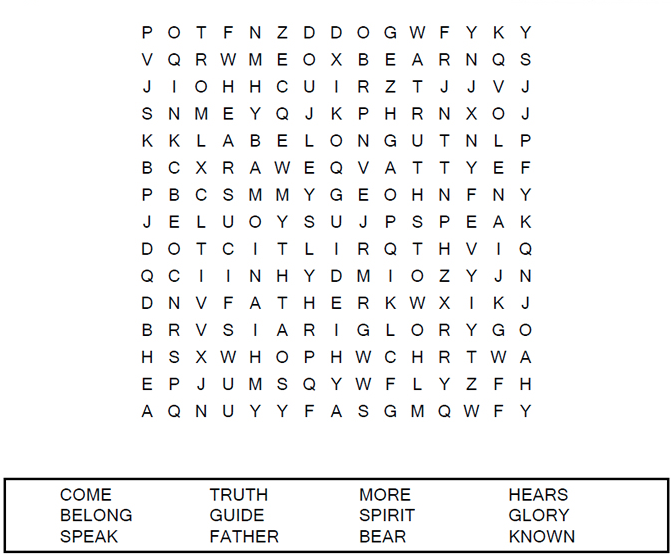 P O T F N Z D D O G W F Y K Y
V Q R W M E O X B E A R N Q S
J I O H H C U I R Z T J J V J
S N M E Y Q J K P H R N X O J
K K L A B E L O N G U T N L P
B C X R A W E Q V A T T Y E F
P B C S M M Y G E O H N F N Y
J E L U O Y S U J P S P E A K
D O T C I T L I R Q T H V I Q
Q C I I N H Y D M I O Z Y J N
D N V F A T H E R K W X I K J
B R V S I A R I G L O R Y G O
H S X W H O P H W C H R T W A
E P J U M S Q Y W F L Y Z F H
A Q N U Y Y F A S G M Q W F Y
COME TRUTH MORE HEARS
BELONG GUIDE SPIRIT GLORY
SPEAK FATHER BEAR KNOWN